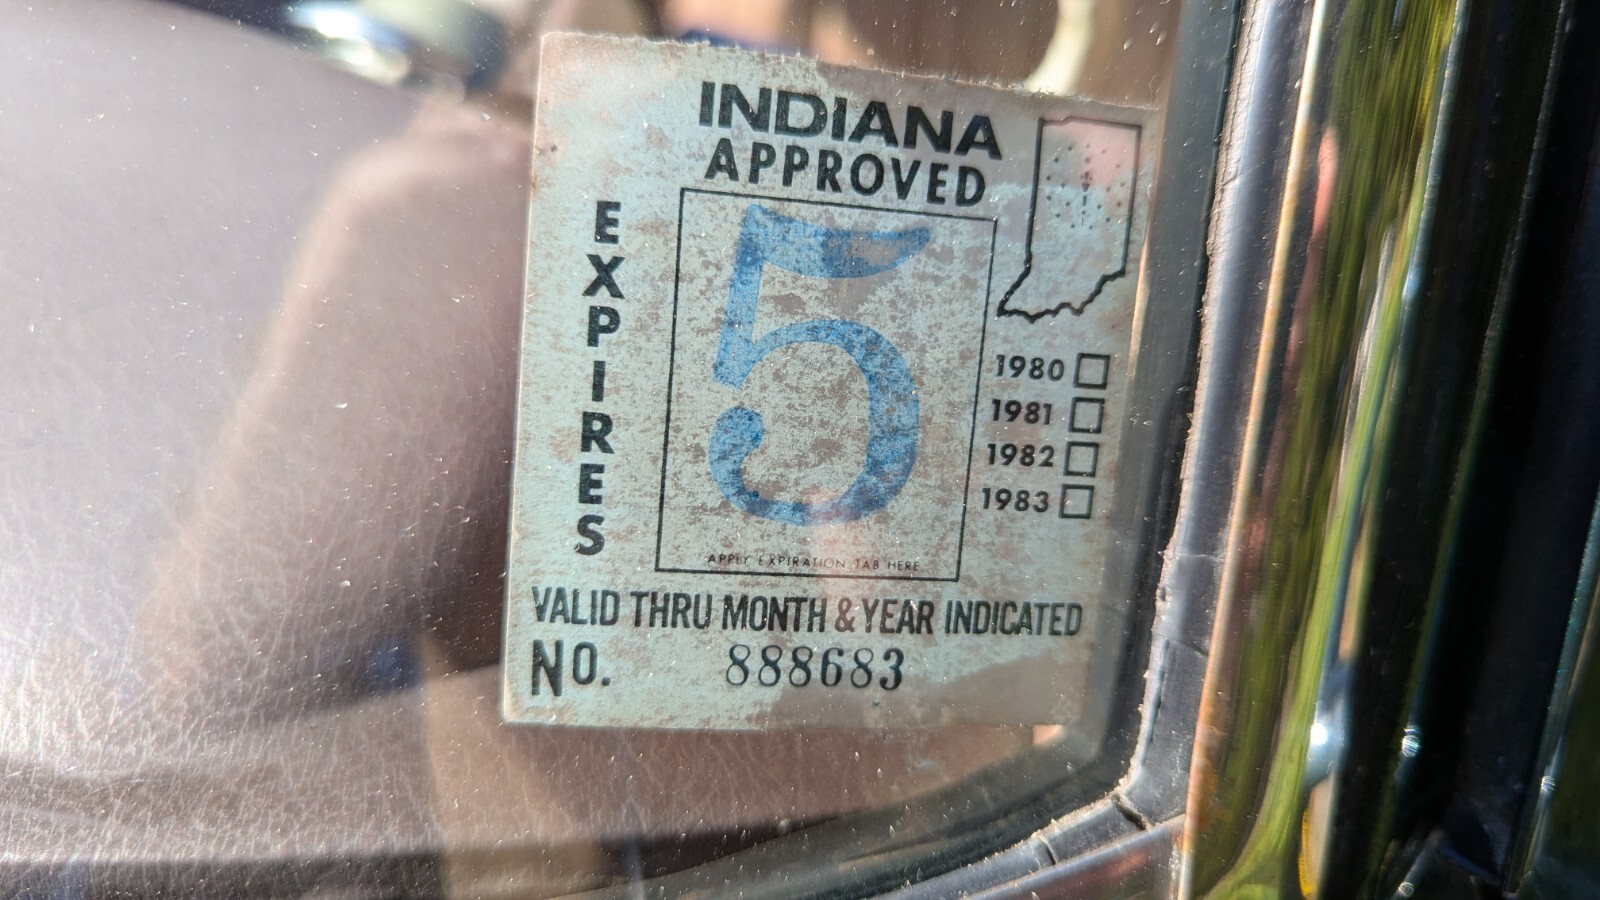 INDIANA
APPROVED
EXPIRES
5
1980
1981
1982
1983
APPLY EXPIRATION TAB HERE
VALID THRU MONTH & YEAR INDICATED
NO. 888683